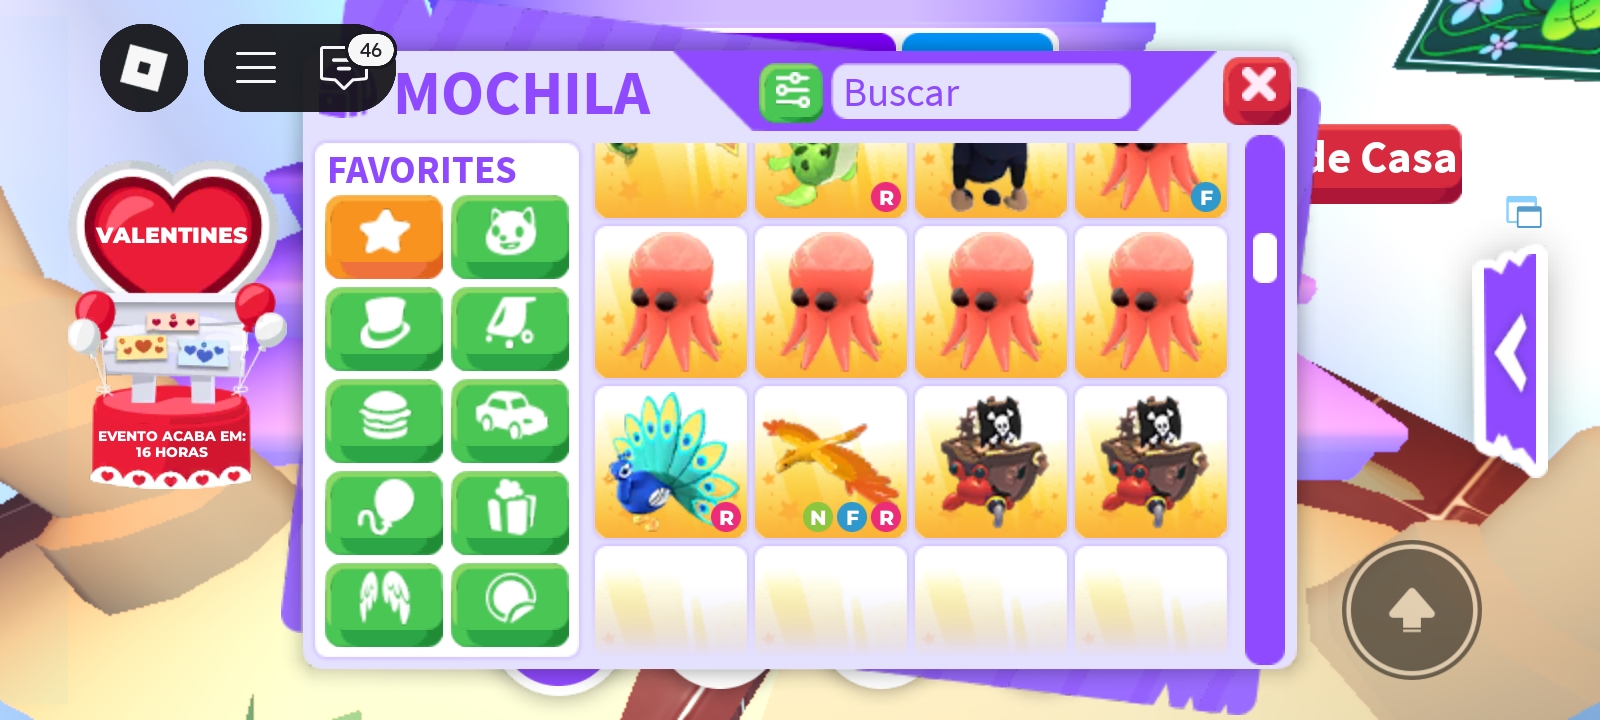 46
MOCHILA
Buscar
FAVORITES
de Casa
R
F
VALENTINES
R
N F R
EVENTO ACABA EM:
16 HORAS